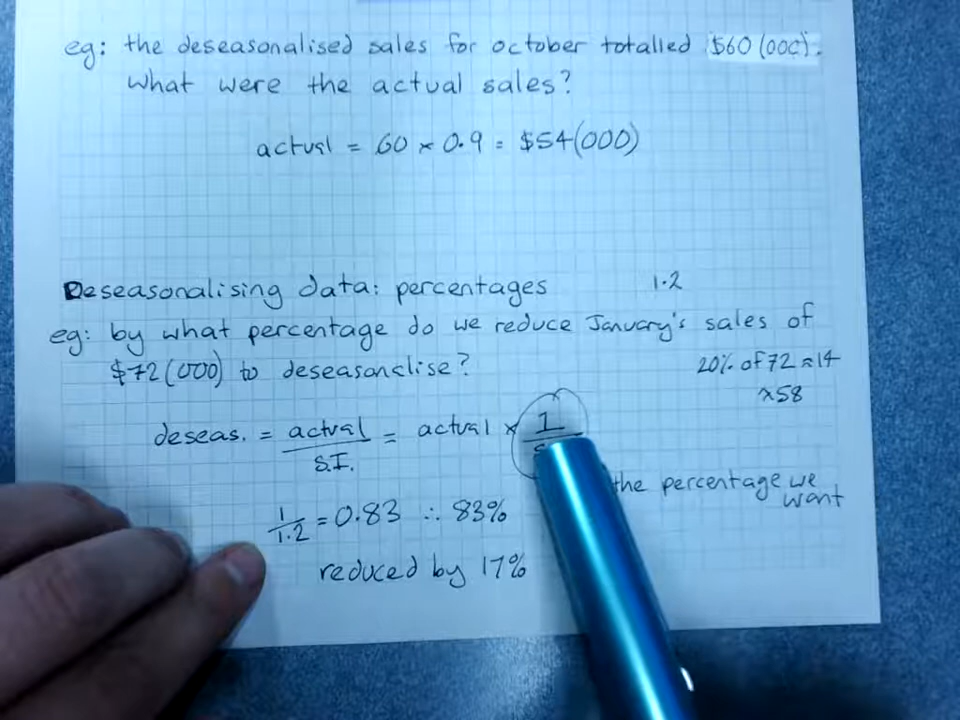 eg: the deseasonalised sales for october totalled $60(000).
What were the actual sales?
actual = 60 × 0.9 = $54(000)
Deseasonalising data: percentages 1.2
eg: by what percentage do we reduce January's sales of
$72(000) to deseasonalise?
20% of 72 ≈ 14
≈ 58
deseas. = actual / S.I. = actual × 1 /
the percentage we
want
1/1.2 = 0.83 ∴ 83%
reduced by 17%